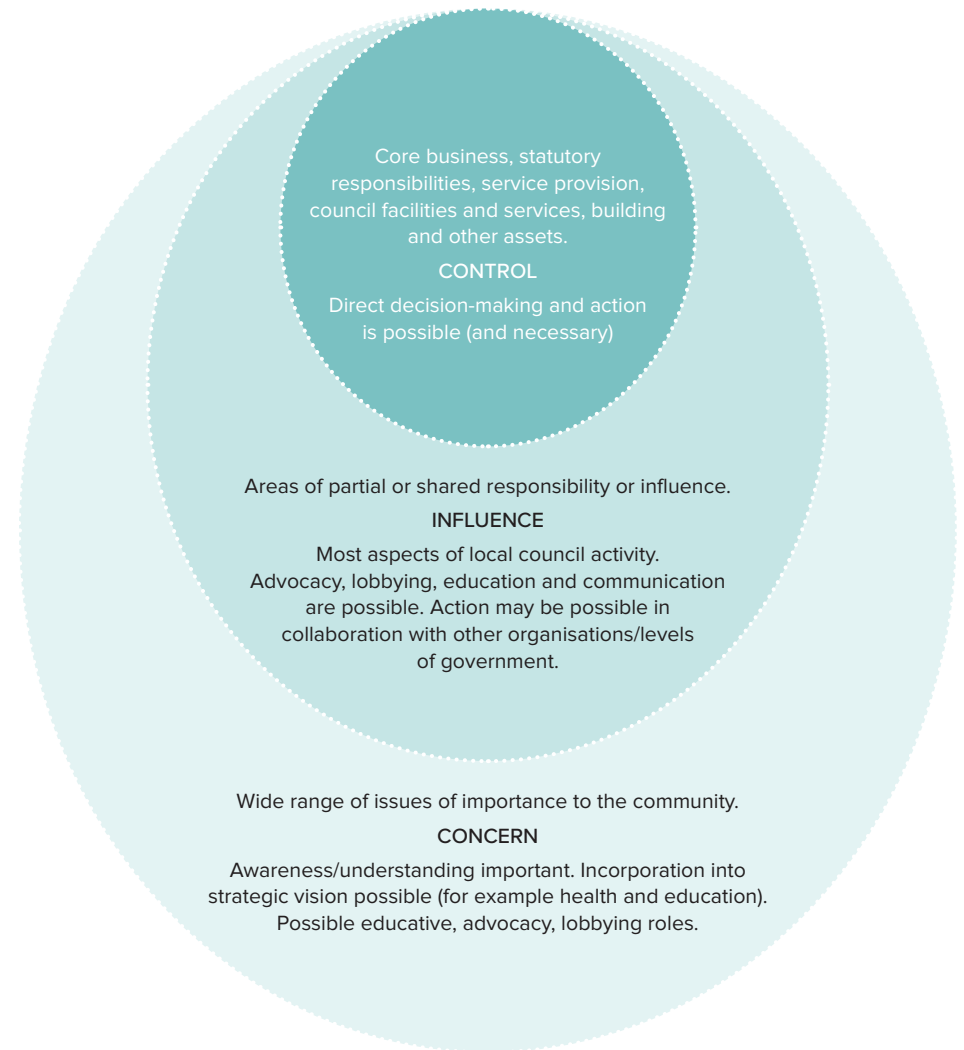 Core business, statutory
responsibilities, service provision,
council facilities and services, building
and other assets.
CONTROL
Direct decision-making and action
is possible (and necessary)
Areas of partial or shared responsibility or influence.
INFLUENCE
Most aspects of local council activity.
Advocacy, lobbying, education and communication
are possible. Action may be possible in
collaboration with other organisations/levels
of government.
Wide range of issues of importance to the community.
CONCERN
Awareness/understanding important. Incorporation into
strategic vision possible (for example health and education).
Possible educative, advocacy, lobbying roles.